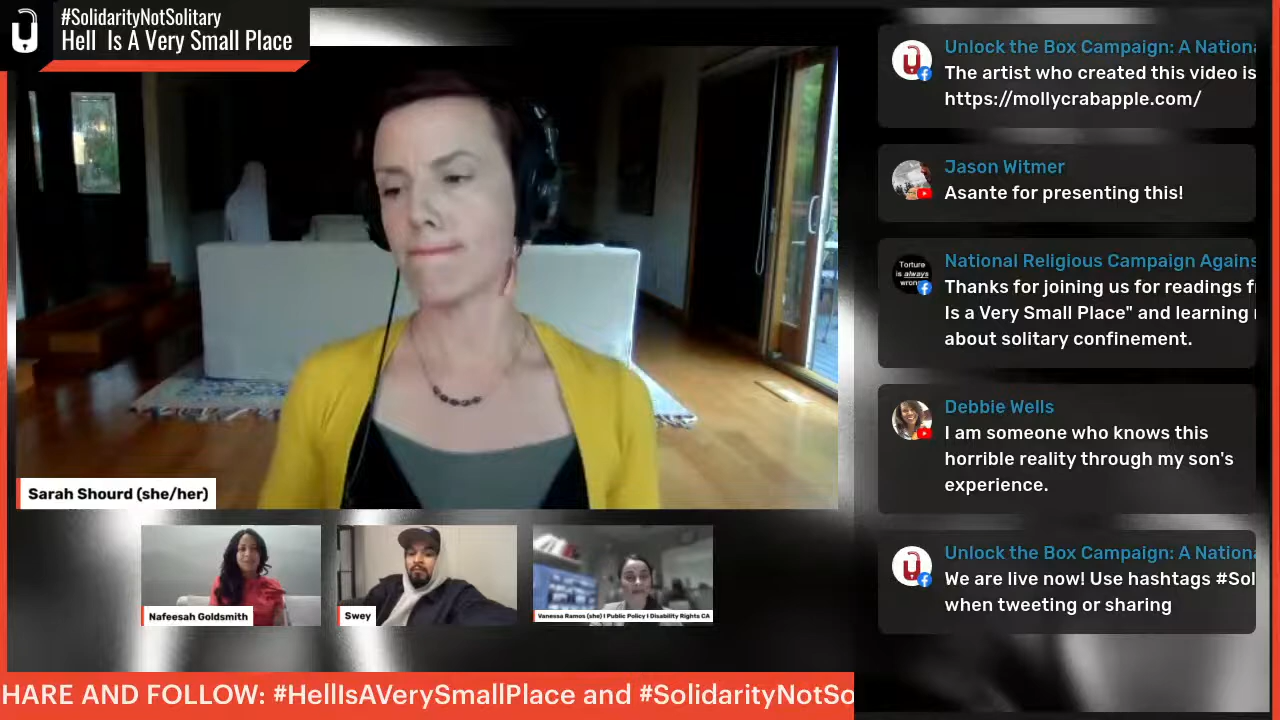 #SolidarityNotSolitary
Hell Is A Very Small Place
Sarah Shourd (she/her)
Nafeesah Goldsmith
Swey
Vanessa Ramos (she) I Public Policy I Disability Rights CA
HARE AND FOLLOW: #HellIsAVerySmallPlace and #SolidarityNotSo
Unlock the Box Campaign: A Nationa
The artist who created this video is
https://mollycrabapple.com/
Jason Witmer
Asante for presenting this!
Torture
is always
wrong
National Religious Campaign Agains
Thanks for joining us for readings f
Is a Very Small Place" and learning
about solitary confinement.
Debbie Wells
I am someone who knows this
horrible reality through my son's
experience.
Unlock the Box Campaign: A Nationa
We are live now! Use hashtags #Sol
when tweeting or sharing